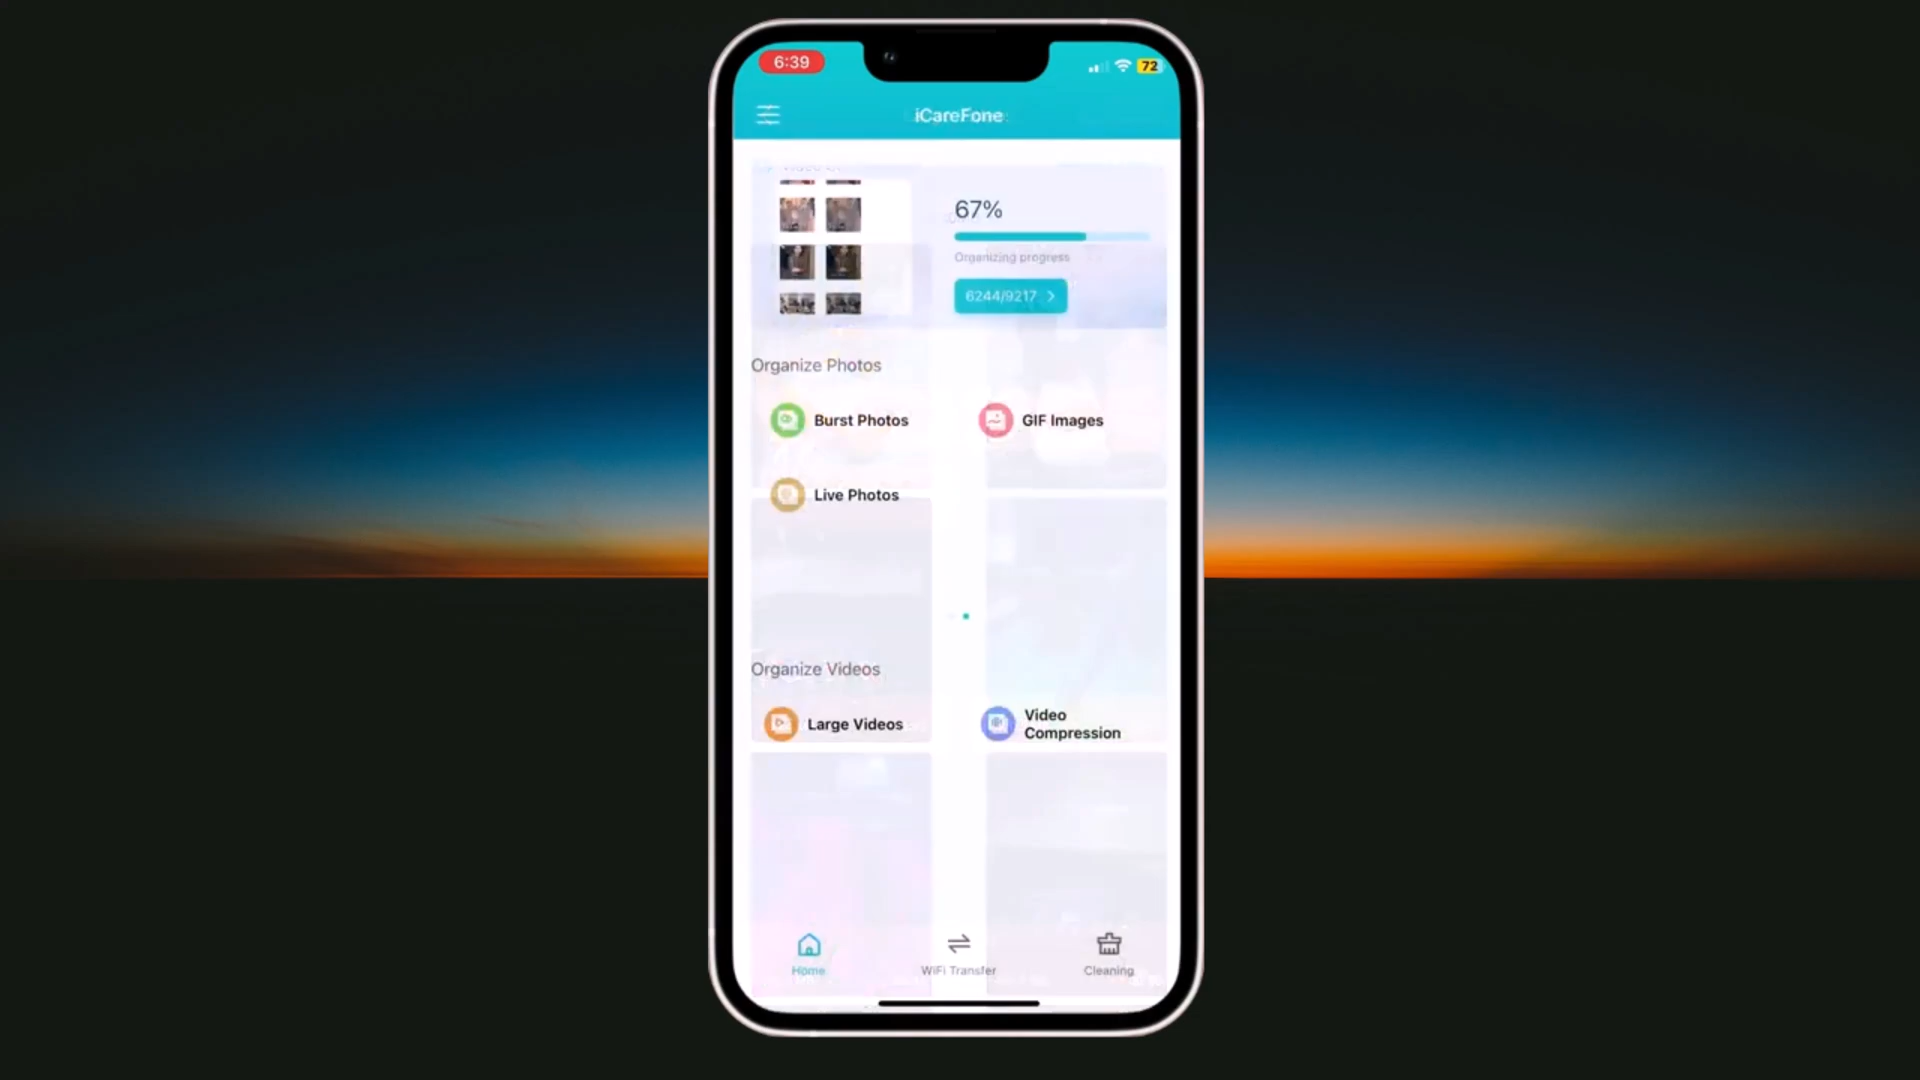 6:39
72
iCareFone
67%
Organizing progress
6244/9217 >
Organize Photos
Burst Photos
GIF Images
Live Photos
Organize Videos
Large Videos
Video
Compression
Home
WiFi Transfer
Cleaning